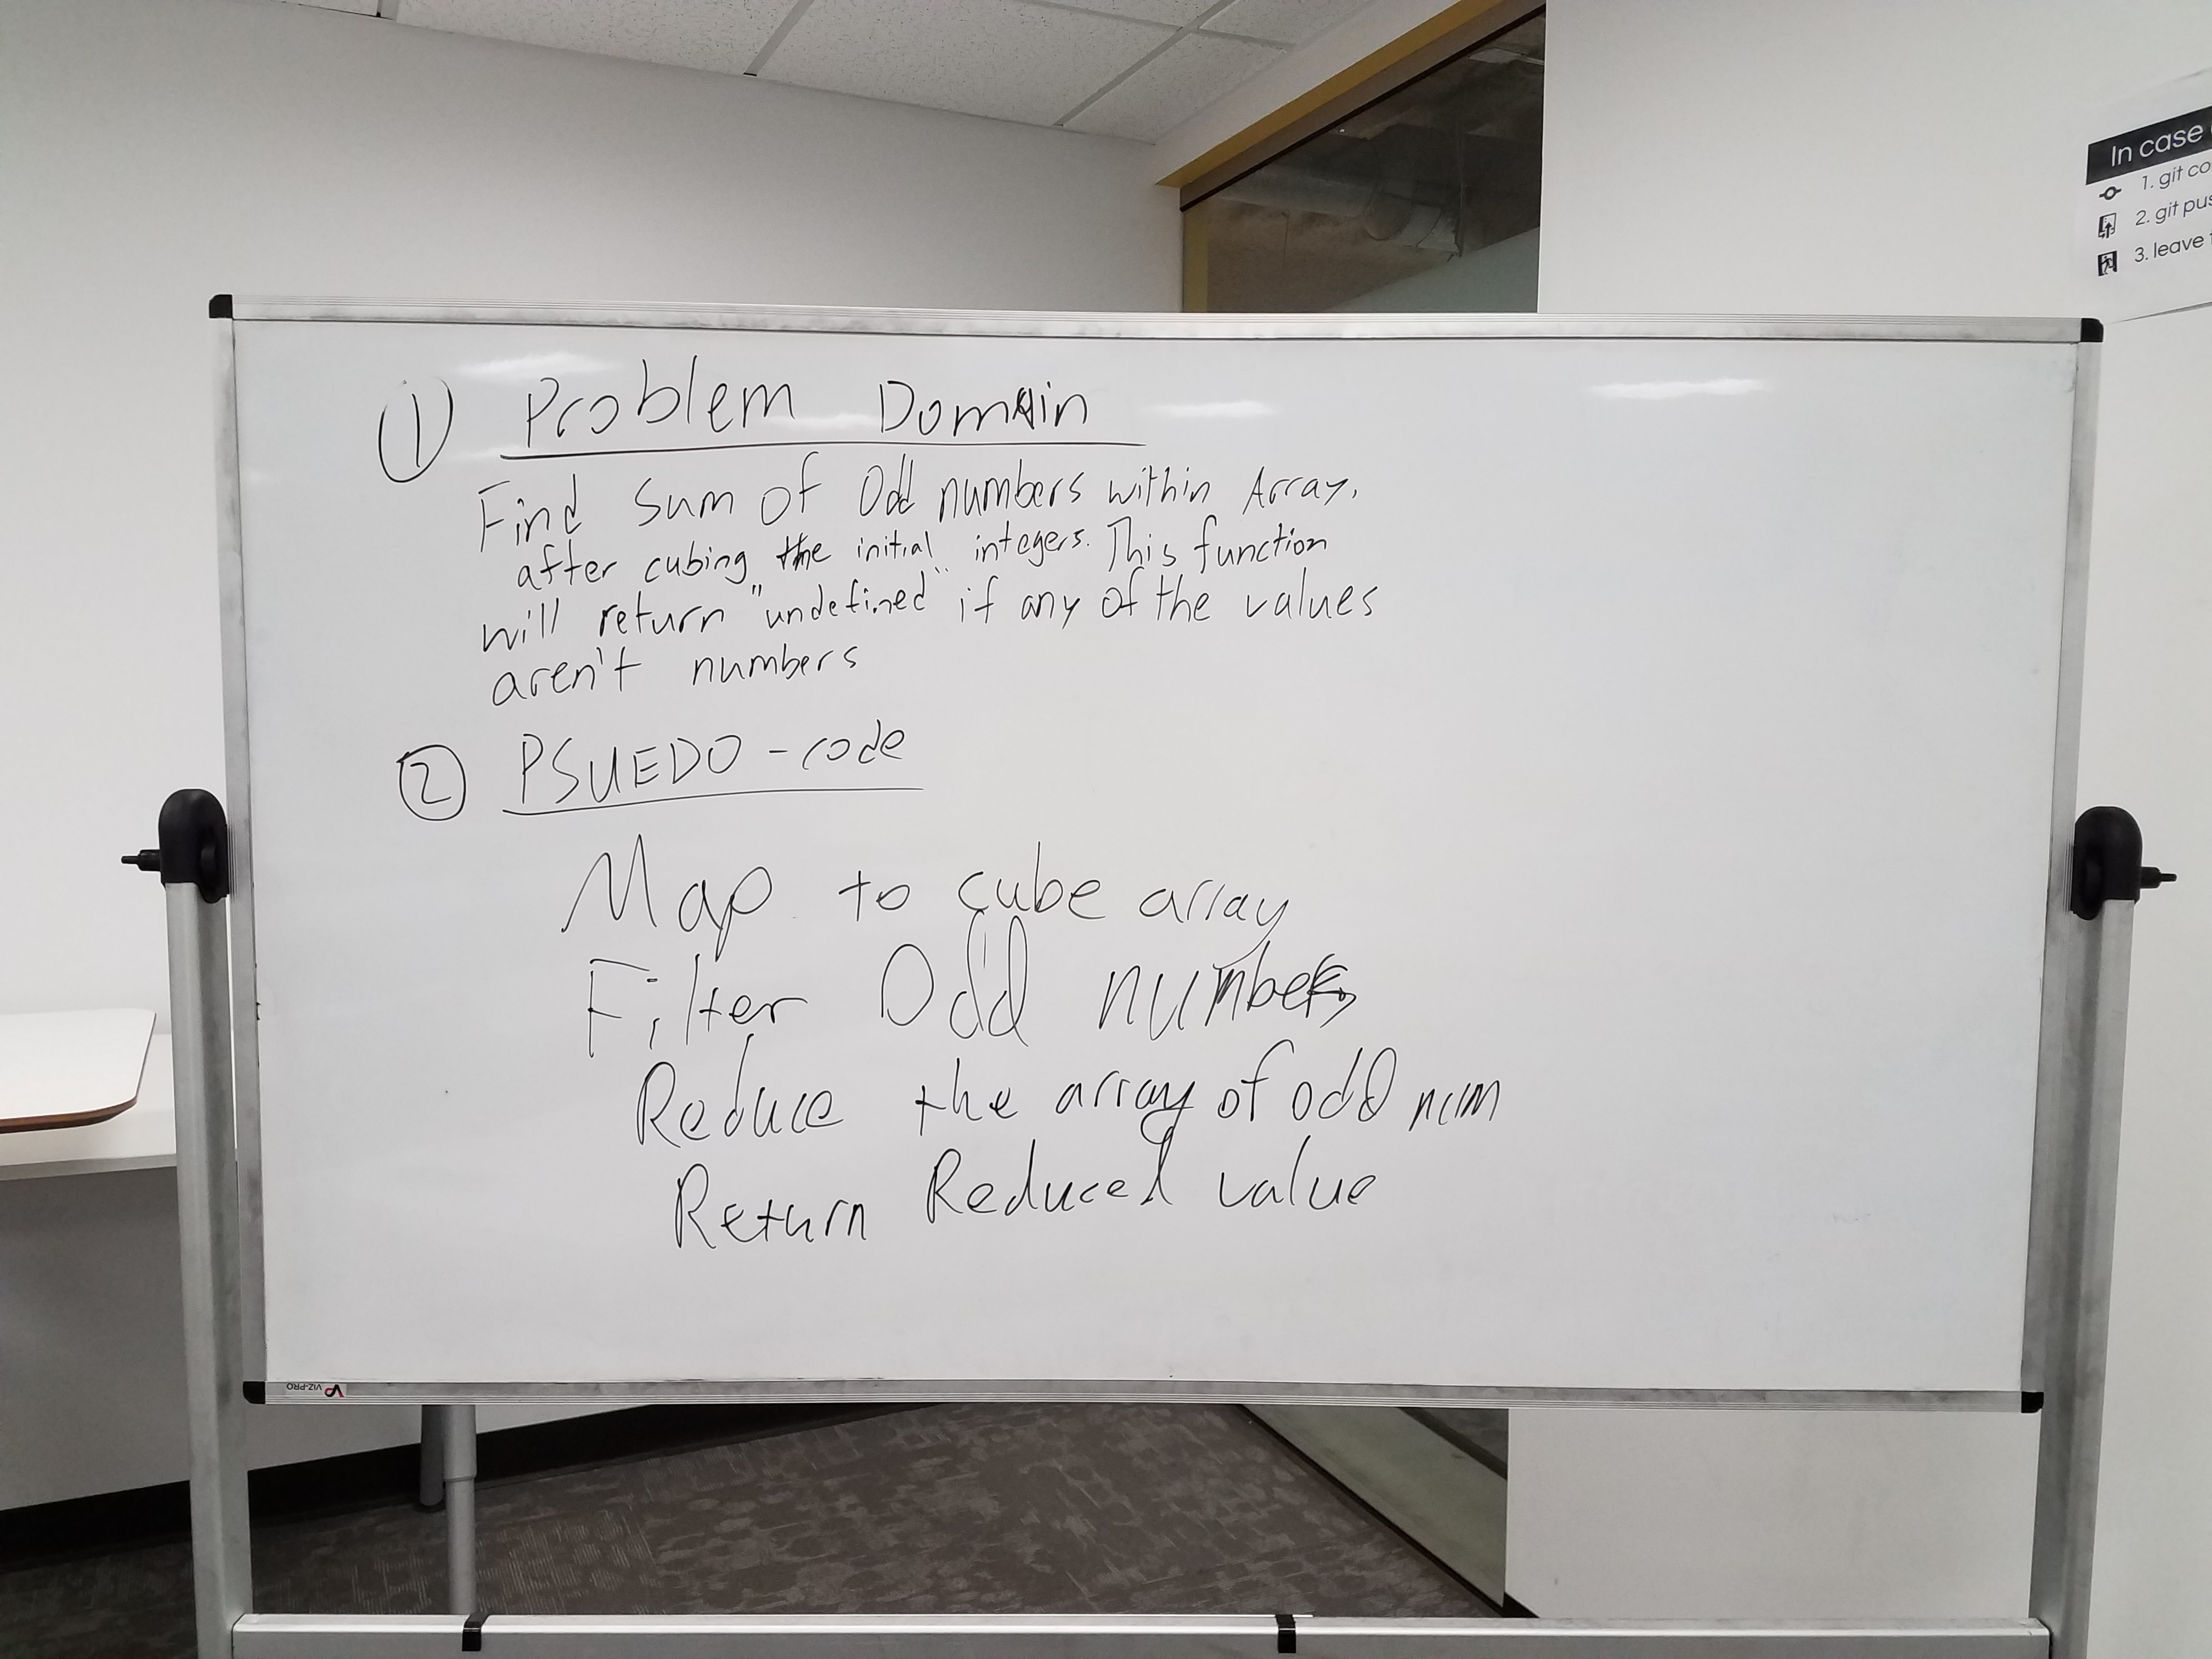 In case
1. git co
2. git pus
3. leave t
① Problem Domain
Find sum of Odd numbers within Array,
after cubing the initial integers. This function
will return "undefined" if any of the values
aren't numbers
② PSUEDO-code
Map to cube array
Filter Odd numbers
Reduce the array of odd num
Return Reduced value
VIZ-PRO